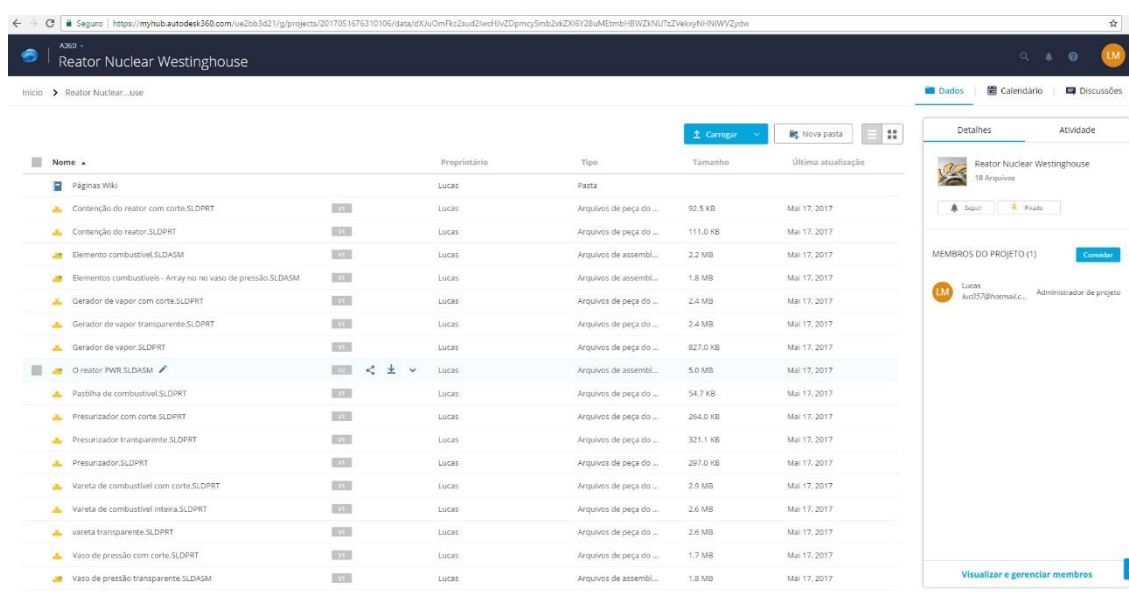 Seguro | https://myhub.autodesk360.com/ue2bb3d21/g/projects/2017051676310106/data/
A360
Reator Nuclear Westinghouse
LM
Início > Reator Nuclear...use
Dados | Calendário | Discussões
Carregar Nova pasta
Detalhes Atividade
Nome Proprietário Tipo Tamanho Última atualização
Reator Nuclear Westinghouse
18 Arquivos
Seguir Fixado
Páginas Wiki Lucas Pasta
Contenção do reator com corte.SLDPRT V1 Lucas Arquivos de peça do ... 92.5 KB Mai 17, 2017
Contenção do reator.SLDPRT V1 Lucas Arquivos de peça do ... 111.0 KB Mai 17, 2017
Elemento combustível.SLDASM V1 Lucas Arquivos de assembl... 2.2 MB Mai 17, 2017
Elementos combustíveis - Array no no vaso de pressão.SLDASM V1 Lucas Arquivos de assembl... 1.8 MB Mai 17, 2017
Gerador de vapor com corte.SLDPRT V1 Lucas Arquivos de peça do ... 2.4 MB Mai 17, 2017
Gerador de vapor transparente.SLDPRT V1 Lucas Arquivos de peça do ... 2.4 MB Mai 17, 2017
Gerador de vapor.SLDPRT V1 Lucas Arquivos de peça do ... 827.0 KB Mai 17, 2017
O reator PWR.SLDASM V2 Lucas Arquivos de assembl... 5.0 MB Mai 17, 2017
Pastilha de combustivel.SLDPRT V1 Lucas Arquivos de peça do ... 54.7 KB Mai 17, 2017
Presurizador com corte.SLDPRT V1 Lucas Arquivos de peça do ... 264.0 KB Mai 17, 2017
Presurizador transparente.SLDPRT V1 Lucas Arquivos de peça do ... 321.1 KB Mai 17, 2017
Presurizador.SLDPRT V1 Lucas Arquivos de peça do ... 297.0 KB Mai 17, 2017
Vareta de combustível com corte.SLDPRT V1 Lucas Arquivos de peça do ... 2.9 MB Mai 17, 2017
Vareta de combustível inteira.SLDPRT V1 Lucas Arquivos de peça do ... 2.6 MB Mai 17, 2017
vareta transparente.SLDPRT V1 Lucas Arquivos de peça do ... 2.6 MB Mai 17, 2017
Vaso de pressão com corte.SLDPRT V1 Lucas Arquivos de peça do ... 1.7 MB Mai 17, 2017
Vaso de pressão transparente.SLDASM V1 Lucas Arquivos de assembl... 1.8 MB Mai 17, 2017
MEMBROS DO PROJETO (1) Convidar
LM Lucas Administrador de projeto
luc057@hotmail.c...
Visualizar e gerenciar membros